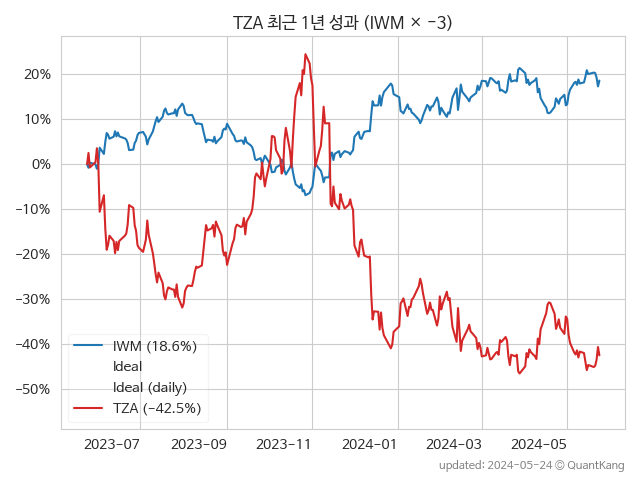 TZA 최근 1년 성과 (IWM × −3)
20%
10%
0%
−10%
−20%
−30%
−40%
−50%
IWM (18.6%)
Ideal
Ideal (daily)
TZA (−42.5%)
2023-07
2023-09
2023-11
2024-01
2024-03
2024-05
updated: 2024-05-24 © QuantKang